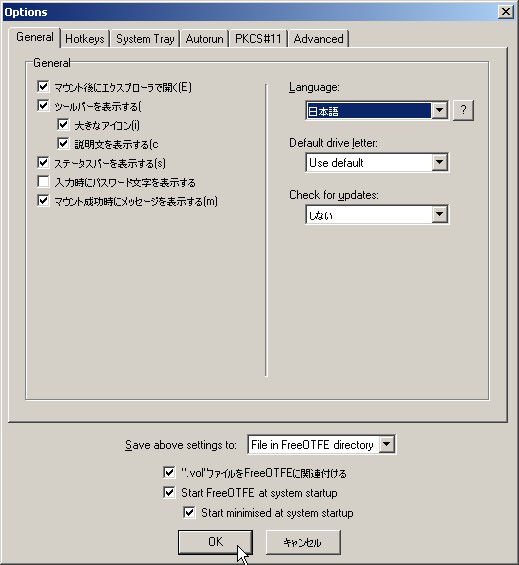 Options
General Hotkeys System Tray Autorun PKCS#11 Advanced
General
マウント後にエクスプローラで開く(E)
ツールバーを表示する(
大きなアイコン(i)
説明文を表示する(c
ステータスバーを表示する(s)
入力時にパスワード文字を表示する
マウント成功時にメッセージを表示する(m)
Language:
日本語 ?
Default drive letter:
Use default
Check for updates:
しない
Save above settings to: File in FreeOTFE directory
".vol"ファイルをFreeOTFEに関連付ける
Start FreeOTFE at system startup
Start minimised at system startup
OK キャンセル